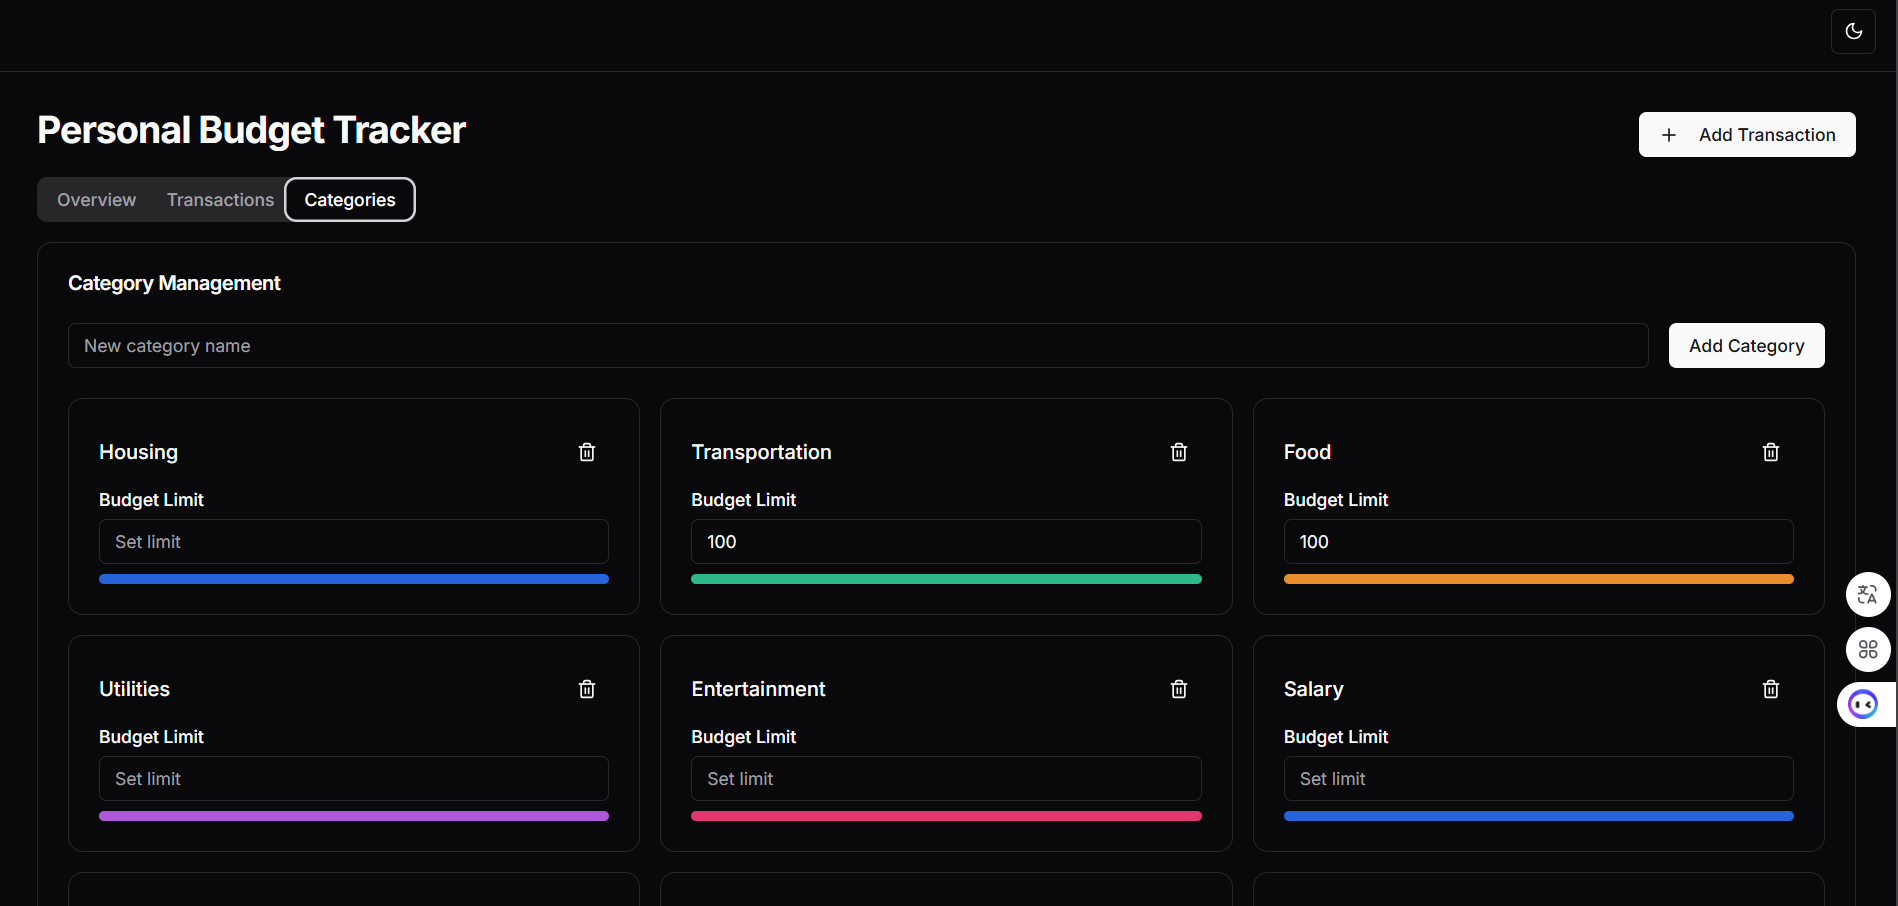 Personal Budget Tracker
Add Transaction
Overview Transactions Categories
Category Management
New category name
Add Category
Housing
Budget Limit
Set limit
Transportation
Budget Limit
100
Food
Budget Limit
100
Utilities
Budget Limit
Set limit
Entertainment
Budget Limit
Set limit
Salary
Budget Limit
Set limit